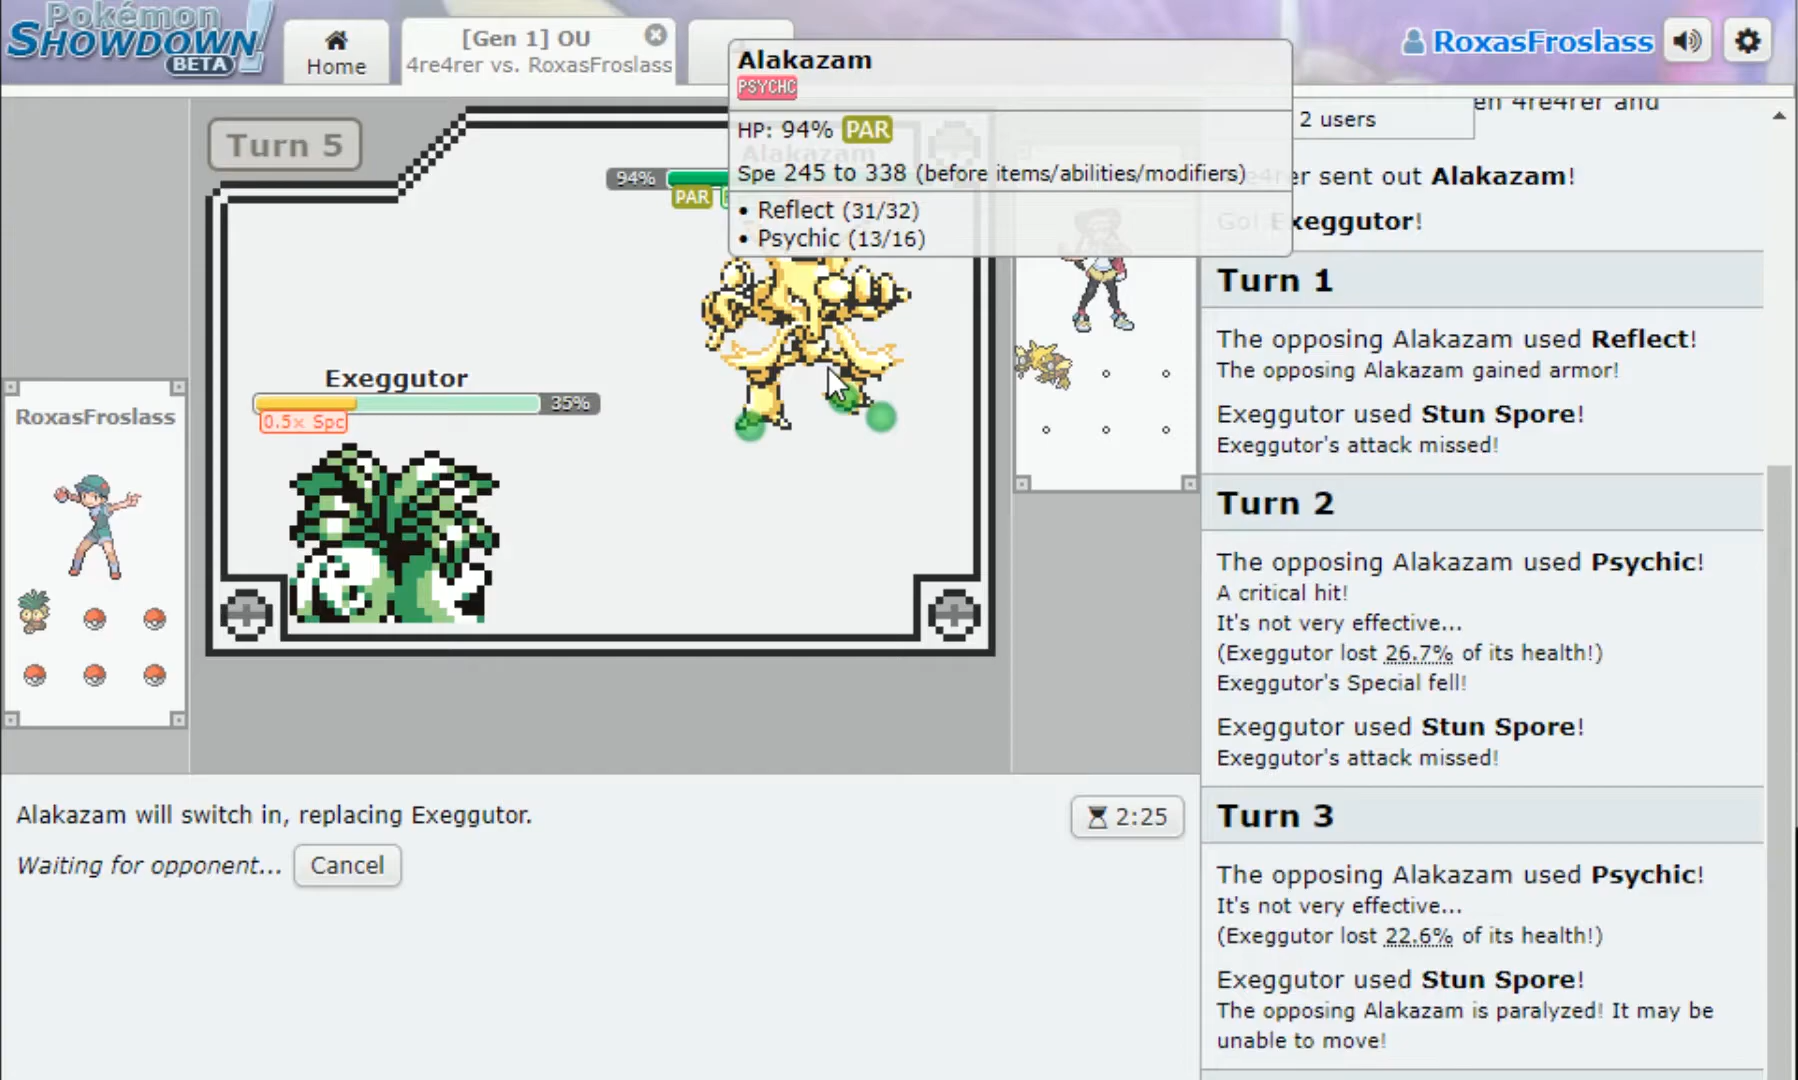 Pokémon
SHOWDOWN!
BETA
Home
[Gen 1] OU
4re4rer vs. RoxasFroslass
RoxasFroslass
Alakazam
PSYCHC
HP: 94% PAR
Spe 245 to 338 (before items/abilities/modifiers)
• Reflect (31/32)
• Psychic (13/16)
Turn 5
Alakazam
94%
PAR
Exeggutor
35%
0.5× Spc
RoxasFroslass
Alakazam will switch in, replacing Exeggutor.
2:25
Waiting for opponent... Cancel
en 4re4rer and
2 users
rer sent out Alakazam!
Go! Exeggutor!
Turn 1
The opposing Alakazam used Reflect!
The opposing Alakazam gained armor!
Exeggutor used Stun Spore!
Exeggutor's attack missed!
Turn 2
The opposing Alakazam used Psychic!
A critical hit!
It's not very effective...
(Exeggutor lost 26.7% of its health!)
Exeggutor's Special fell!
Exeggutor used Stun Spore!
Exeggutor's attack missed!
Turn 3
The opposing Alakazam used Psychic!
It's not very effective...
(Exeggutor lost 22.6% of its health!)
Exeggutor used Stun Spore!
The opposing Alakazam is paralyzed! It may be
unable to move!